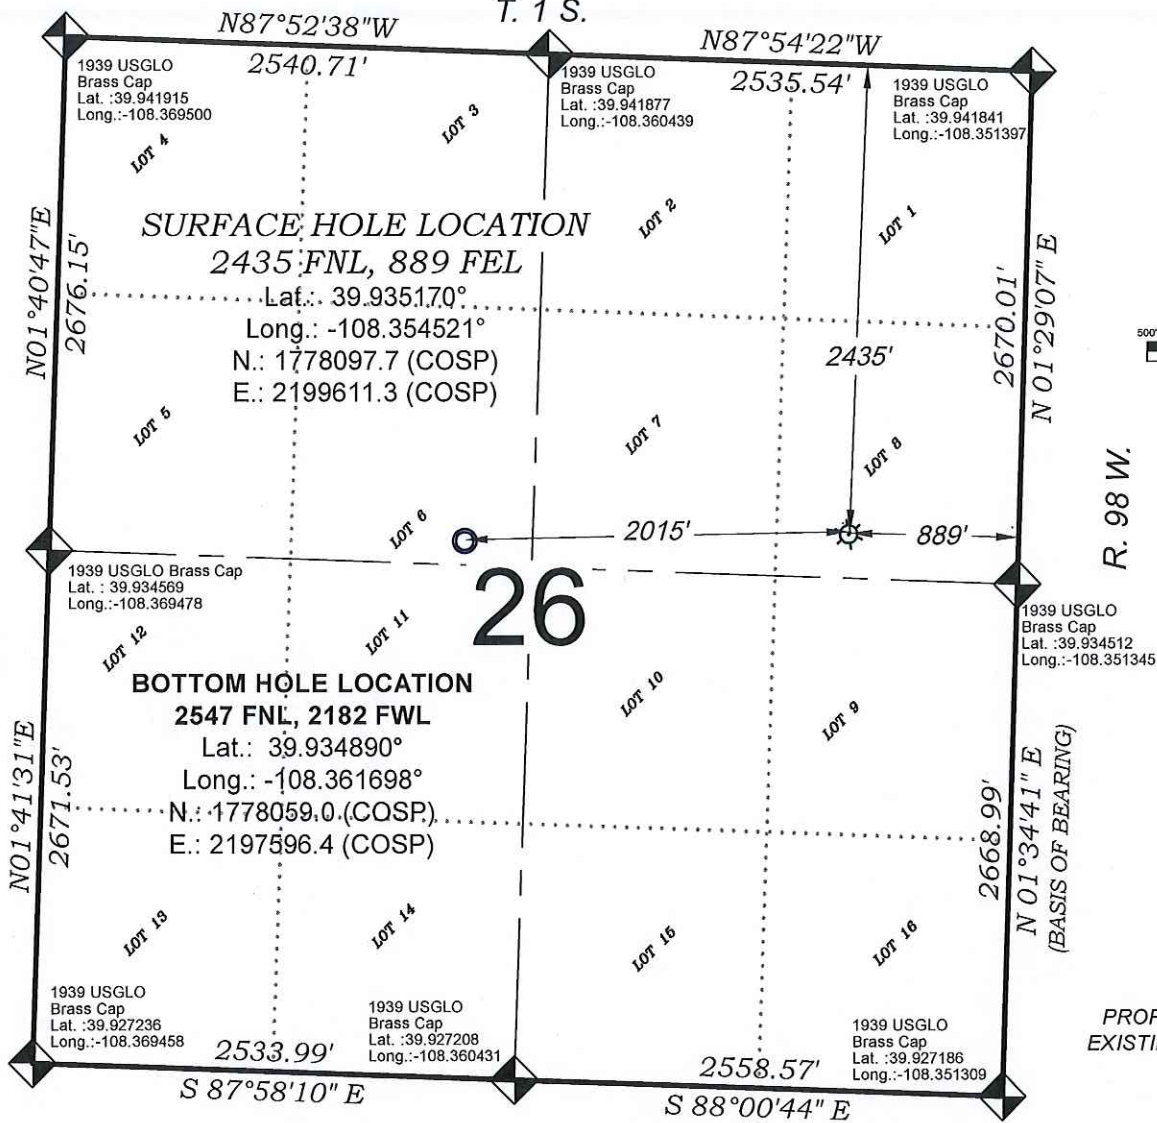 T. 1 S.
N87°52'38"W
2540.71'
N87°54'22"W
2535.54'
1939 USGLO
Brass Cap
Lat. :39.941915
Long.:-108.369500
1939 USGLO
Brass Cap
Lat. :39.941877
Long.:-108.360439
1939 USGLO
Brass Cap
Lat. :39.941841
Long.:-108.351397
LOT 4
LOT 3
LOT 2
LOT 1
SURFACE HOLE LOCATION
2435 FNL, 889 FEL
Lat.: 39.935170°
Long.: -108.354521°
N.: 1778097.7 (COSP)
E.: 2199611.3 (COSP)
N01°40'47"E
2676.15'
2670.01'
N 01°29'07" E
2435'
500'
R. 98 W.
LOT 5
LOT 6
LOT 7
LOT 8
2015'
889'
26
1939 USGLO Brass Cap
Lat. : 39.934569
Long.:-108.369478
1939 USGLO
Brass Cap
Lat. :39.934512
Long.:-108.351345
LOT 12
LOT 11
LOT 10
LOT 9
BOTTOM HOLE LOCATION
2547 FNL, 2182 FWL
Lat.: 39.934890°
Long.: -108.361698°
N.: 1778059.0 (COSP)
E.: 2197596.4 (COSP)
N01°41'31"E
2671.53'
2668.99'
N 01°34'41" E
(BASIS OF BEARING)
LOT 13
LOT 14
LOT 15
LOT 16
1939 USGLO
Brass Cap
Lat. :39.927236
Long.:-108.369458
1939 USGLO
Brass Cap
Lat. :39.927208
Long.:-108.360431
1939 USGLO
Brass Cap
Lat. :39.927186
Long.:-108.351309
2533.99'
S 87°58'10" E
2558.57'
S 88°00'44" E
PROP
EXISTI